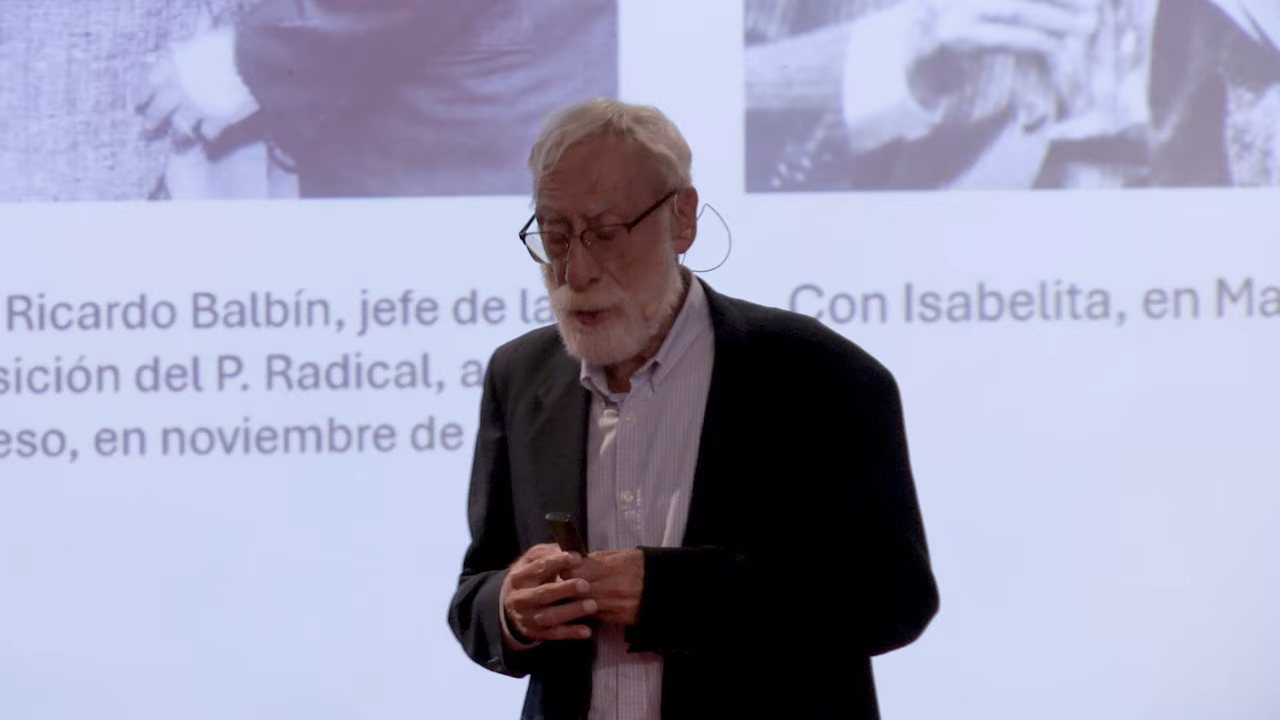 Ricardo Balbín, jefe de la
sición del P. Radical, a
eso, en noviembre de
Con Isabelita, en Ma